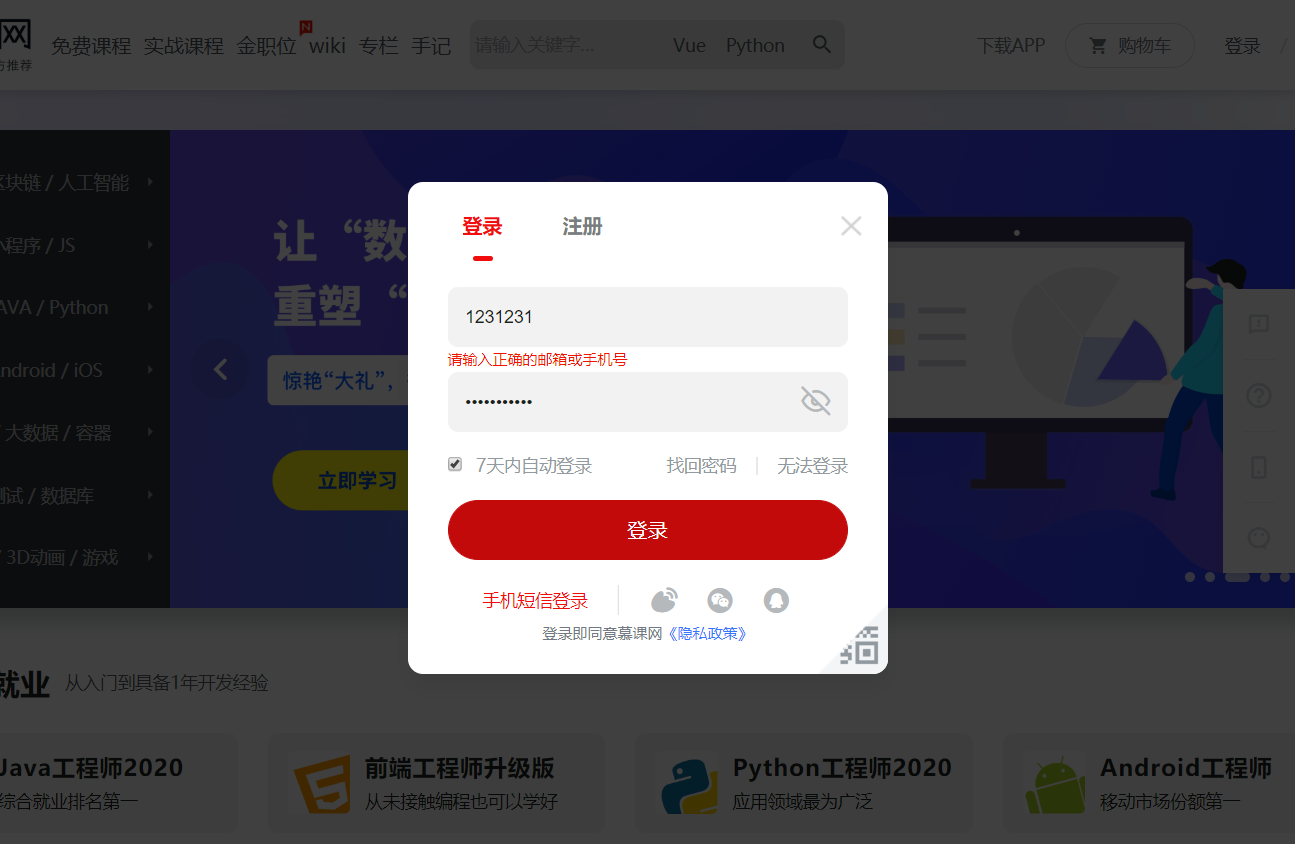 网
方推荐
免费课程 实战课程 金职位 N wiki 专栏 手记
请输入关键字... Vue Python
下载APP 购物车 登录 /
区块链 / 人工智能
小程序 / JS
AVA / Python
ndroid / iOS
/ 大数据 / 容器
测试 / 数据库
/ 3D动画 / 游戏
让“数
重塑“
惊艳“大礼”,
立即学习
登录 注册
1231231
请输入正确的邮箱或手机号
•••••••••••
7天内自动登录 找回密码 无法登录
登录
手机短信登录
登录即同意慕课网《隐私政策》
就业 从入门到具备1年开发经验
Java工程师2020
综合就业排名第一
前端工程师升级版
从未接触编程也可以学好
Python工程师2020
应用领域最为广泛
Android工程师
移动市场份额第一